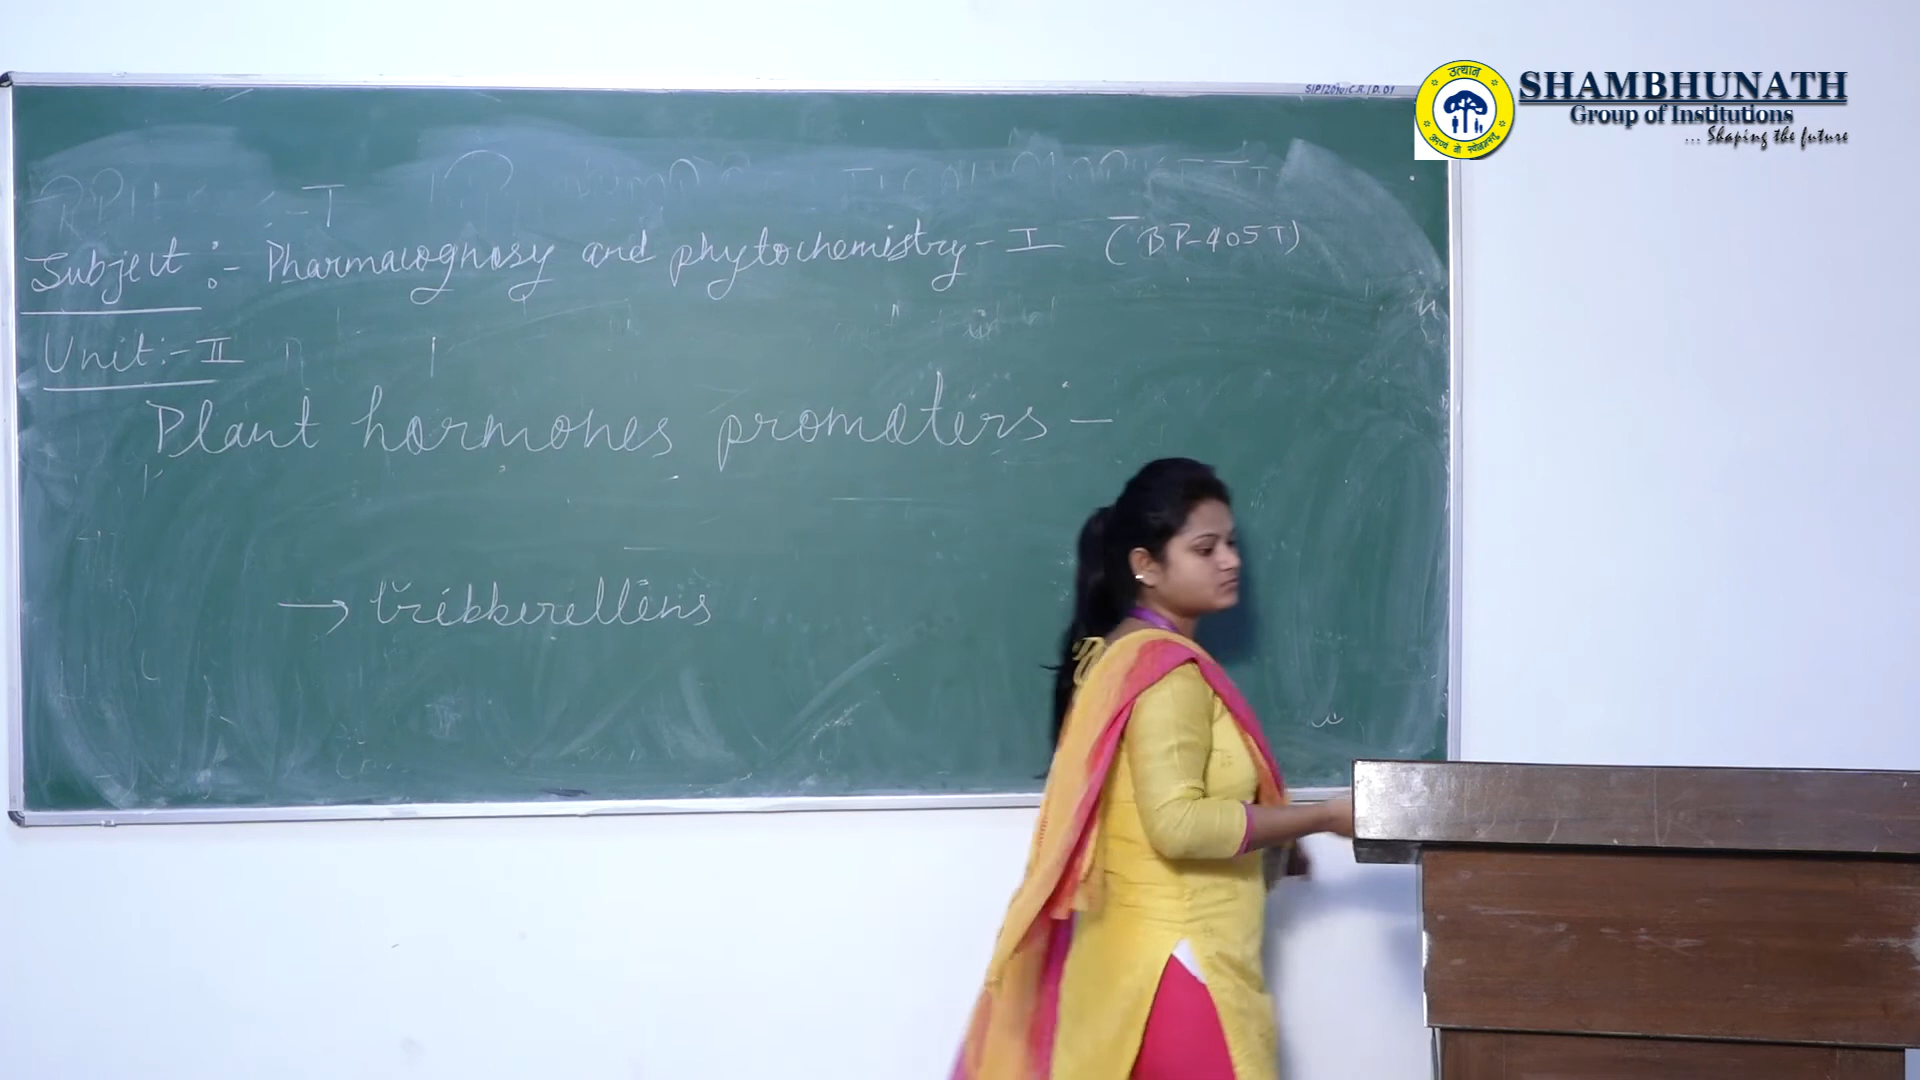 SHAMBHUNATH
Group of Institutions
... Shaping the future
उत्थान
Subject :- Pharmacognosy and phytochemistry - I (BP-405T)
Unit:- II
Plant hormones promoters -
→ Gibberellins